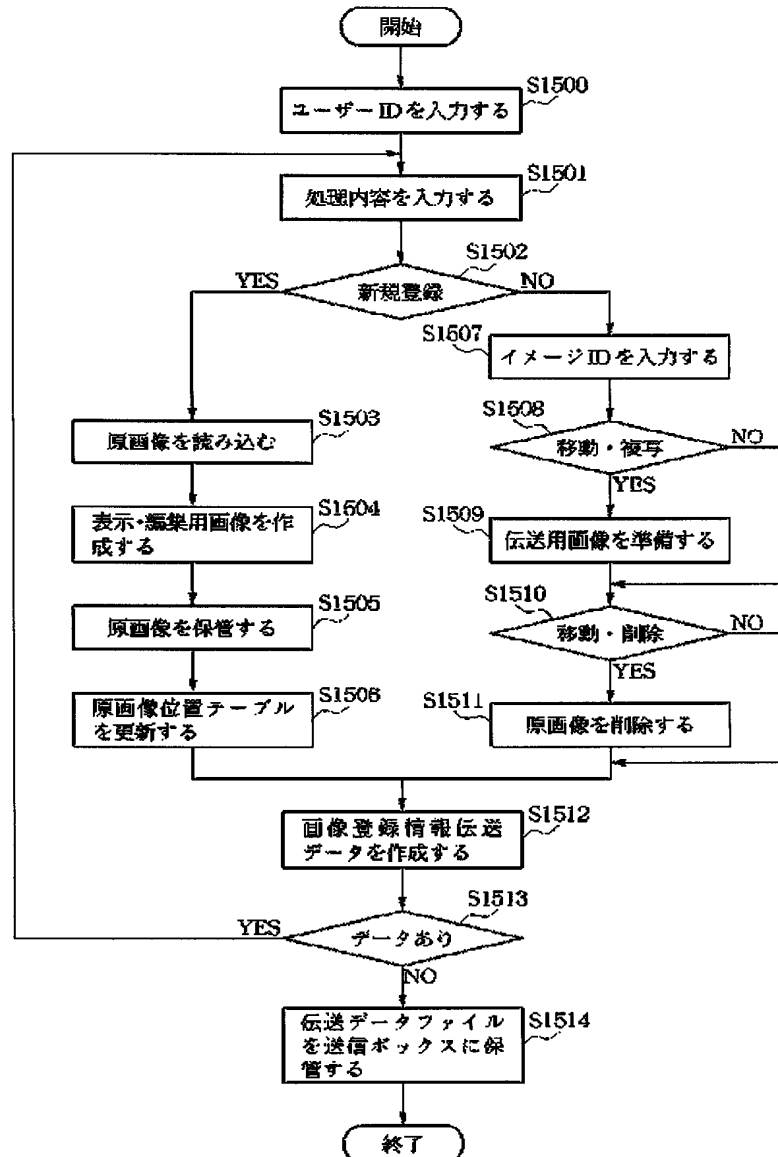 開始
S1500
ユーザーIDを入力する
S1501
処理内容を入力する
S1502
YES
新規登録
NO
S1507
イメージIDを入力する
S1503
原画像を読み込む
S1508
移動・複写
NO
YES
S1504
表示・編集用画像を作
成する
S1509
伝送用画像を準備する
S1505
原画像を保管する
S1510
移動・削除
NO
YES
S1506
原画像位置テーブル
を更新する
S1511
原画像を削除する
S1512
画像登録情報伝送
データを作成する
S1513
YES
データあり
NO
S1514
伝送データファイル
を送信ボックスに保
管する
終了